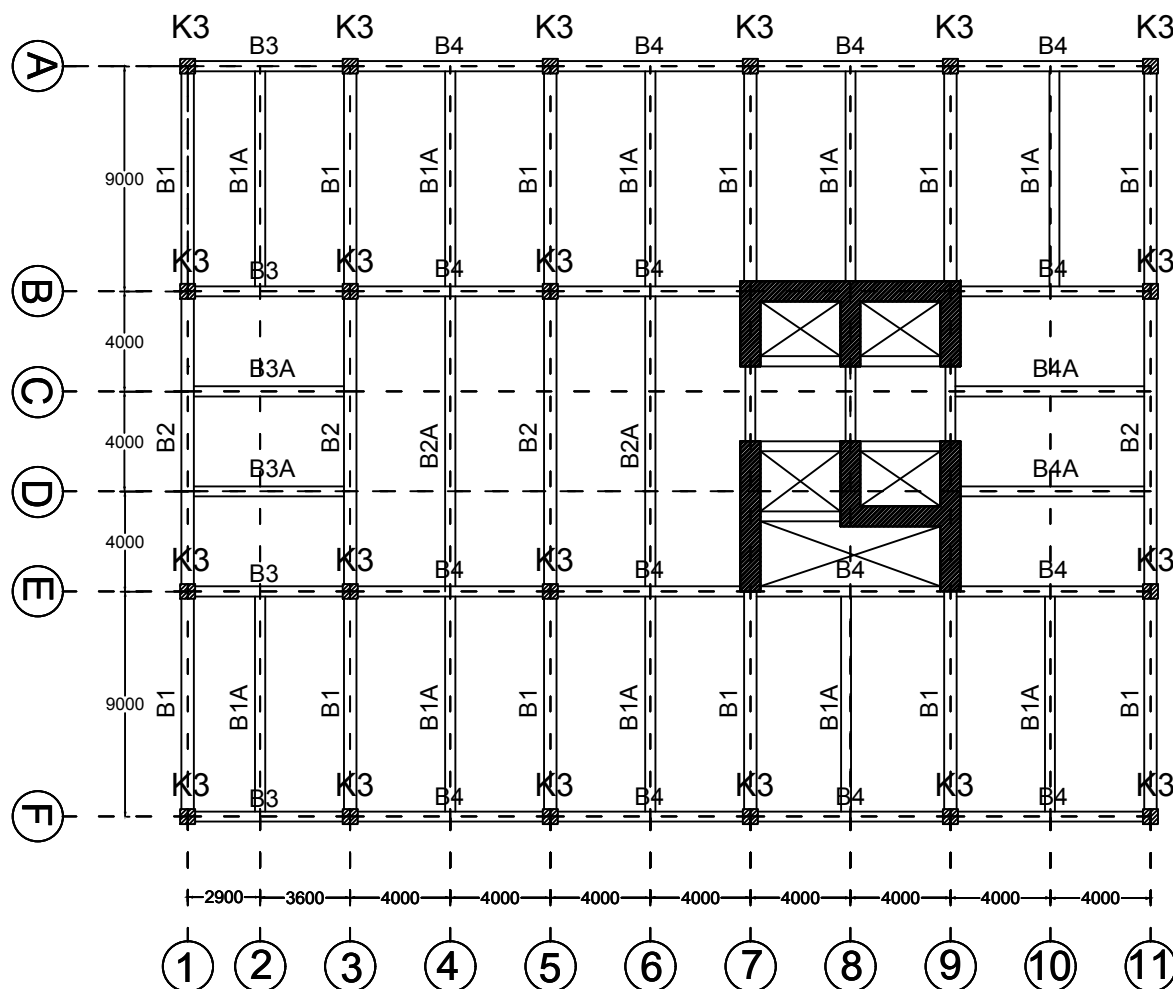 K3 K3 K3 K3 K3 K3
A B3 B4 B4 B4 B4
9000 B1 B1A B1 B1A B1 B1A B1 B1A B1 B1A B1
K3 K3 K3 K3
B B3 B4 B4 B4
4000
C B3A B4A
4000 B2 B2 B2A B2 B2A B2
D B3A B4A
4000
K3 K3 K3 K3
E B3 B4 B4 B4 B4
9000 B1 B1A B1 B1A B1 B1A B1 B1A B1 B1A B1
K3 K3 K3 K3 K3 K3
F B3 B4 B4 B4 B4
2900 3600 4000 4000 4000 4000 4000 4000 4000 4000
1 2 3 4 5 6 7 8 9 10 11